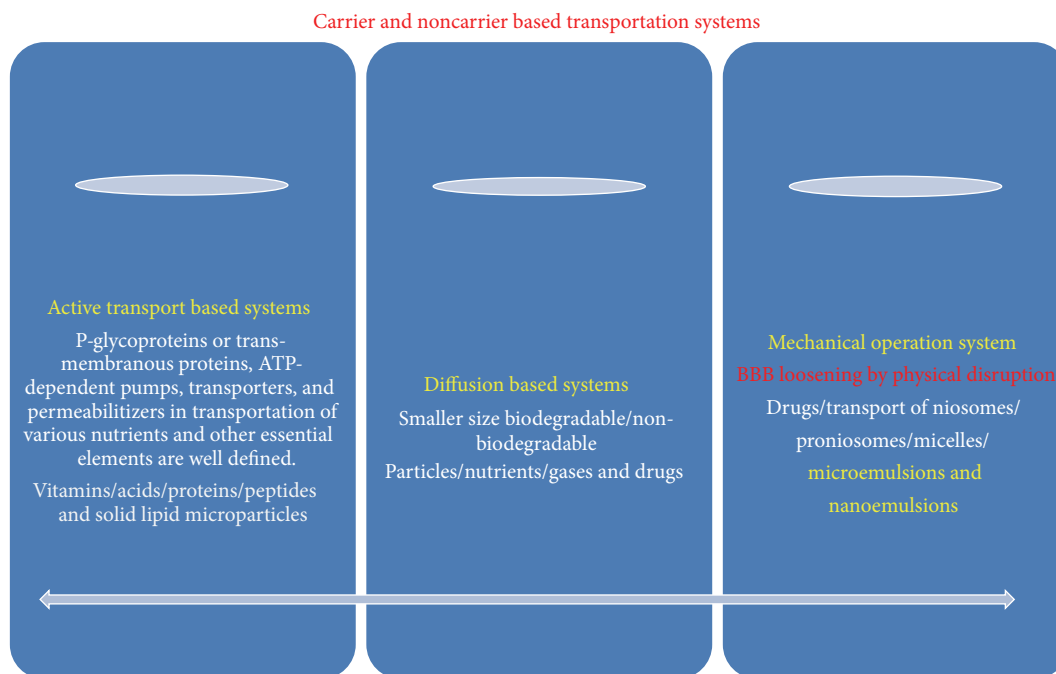 Carrier and noncarrier based transportation systems
Active transport based systems
P-glycoproteins or trans-
membranous proteins, ATP-
dependent pumps, transporters, and
permeabilitizers in transportation of
various nutrients and other essential
elements are well defined.
Vitamins/acids/proteins/peptides
and solid lipid microparticles
Diffusion based systems
Smaller size biodegradable/non-
biodegradable
Particles/nutrients/gases and drugs
Mechanical operation system
BBB loosening by physical disruption
Drugs/transport of niosomes/
proniosomes/micelles/
microemulsions and
nanoemulsions